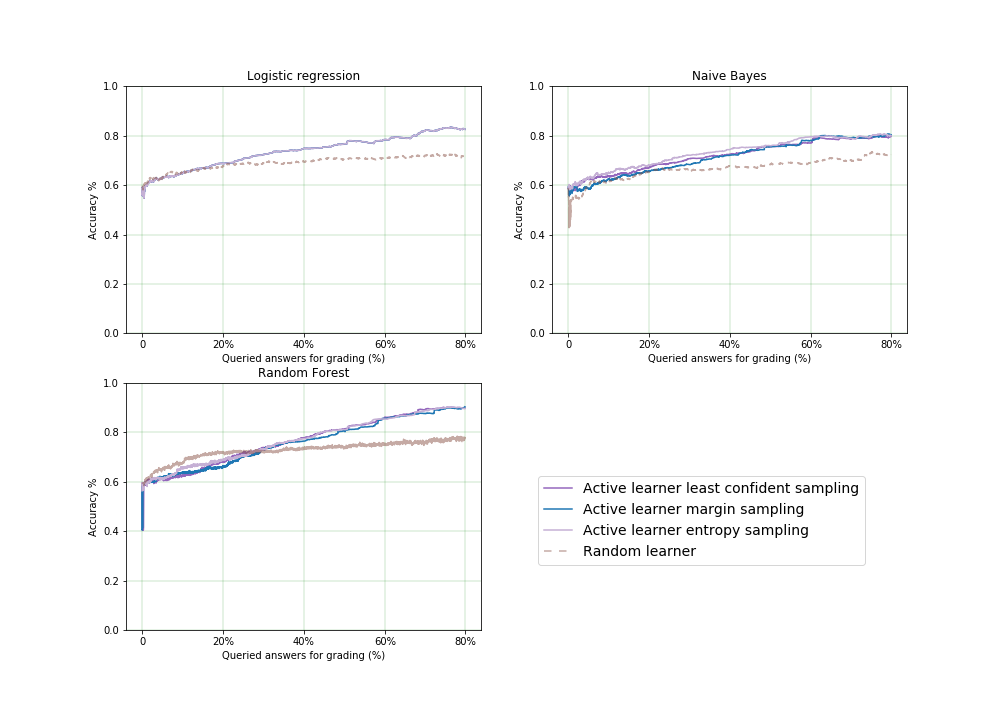 Logistic regression
1.0
0.8
0.6
0.4
0.2
0.0
Accuracy %
0 20% 40% 60% 80%
Queried answers for grading (%)
Naive Bayes
1.0
0.8
0.6
0.4
0.2
0.0
Accuracy %
0 20% 40% 60% 80%
Queried answers for grading (%)
Random Forest
1.0
0.8
0.6
0.4
0.2
0.0
Accuracy %
0 20% 40% 60% 80%
Queried answers for grading (%)
Active learner least confident sampling
Active learner margin sampling
Active learner entropy sampling
Random learner